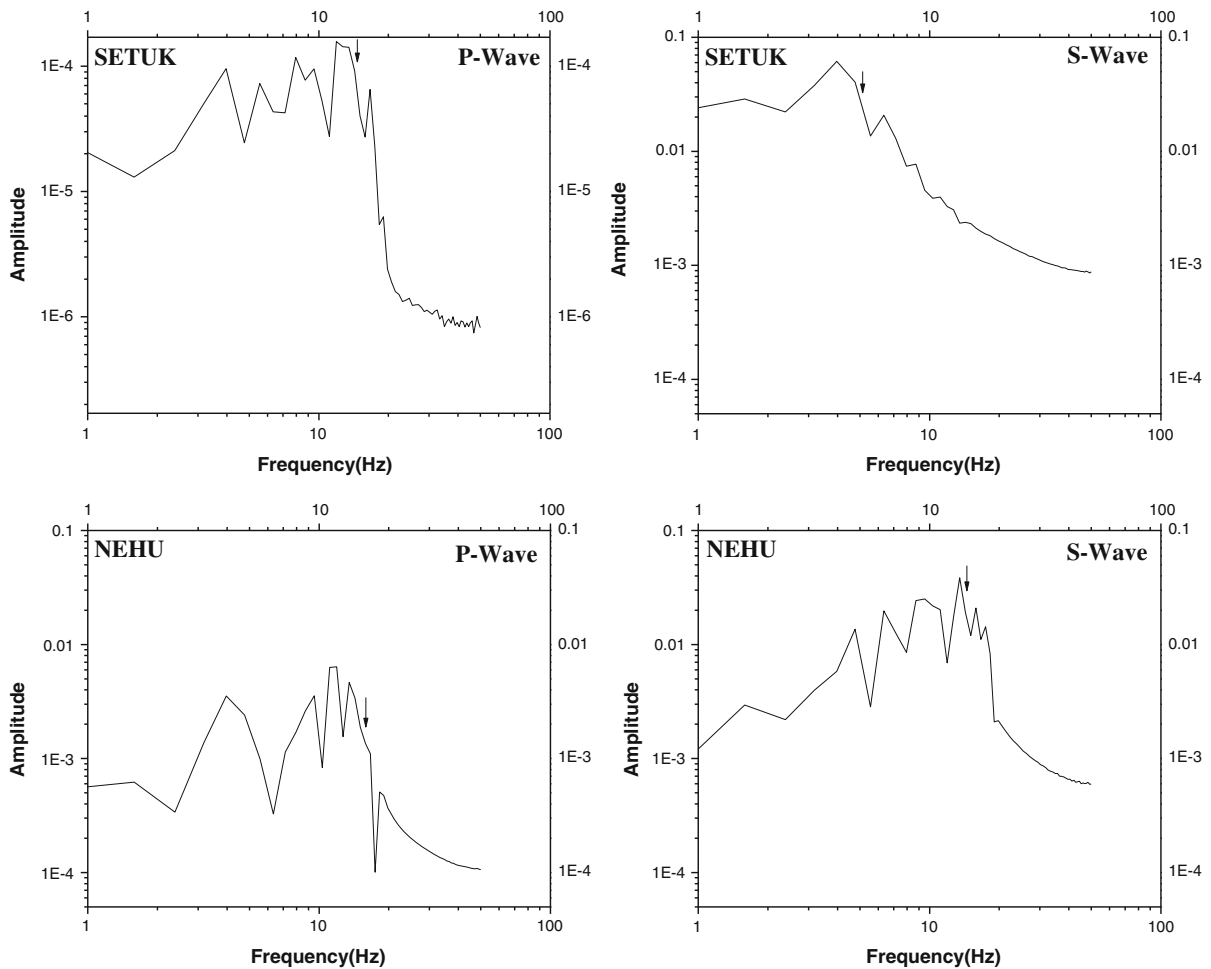 1 10 100
SETUK P-Wave
1E-4 1E-4
1E-5 1E-5
1E-6 1E-6
Amplitude
1 10 100
Frequency(Hz)
1 10 100
0.1 0.1
SETUK S-Wave
0.01 0.01
1E-3 1E-3
1E-4 1E-4
Amplitude
1 10 100
Frequency(Hz)
1 10 100
0.1 0.1
NEHU P-Wave
0.01 0.01
1E-3 1E-3
1E-4 1E-4
Amplitude
1 10 100
Frequency(Hz)
1 10 100
0.1 0.1
NEHU S-Wave
0.01 0.01
1E-3 1E-3
1E-4 1E-4
Amplitude
1 10 100
Frequency(Hz)